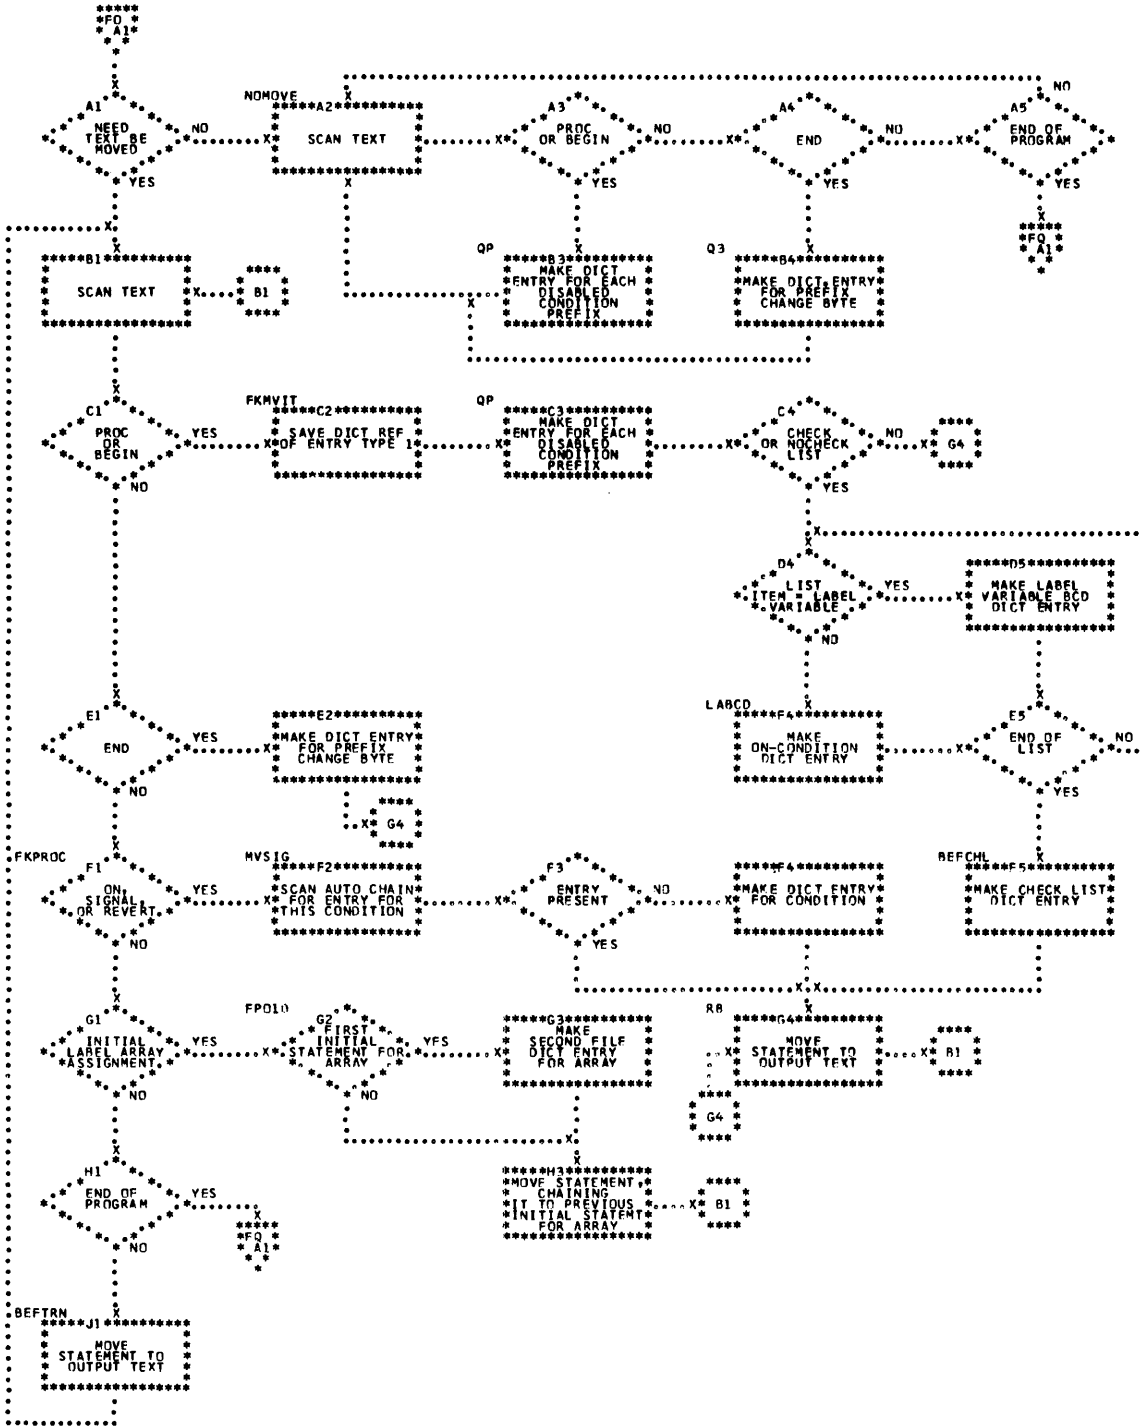 FO
A1
A1
NEED
TEXT BE
MOVED
NO
YES
NOMOVE
A2
SCAN TEXT
A3
PROC
OR BEGIN
NO
YES
A4
END
NO
YES
NO
A5
END OF
PROGRAM
YES
FQ
A1
B1
SCAN TEXT
B1
QP
B3
MAKE DICT
ENTRY FOR EACH
DISABLED
CONDITION
PREFIX
Q3
B4
MAKE DICT. ENTRY
FOR PREFIX
CHANGE BYTE
C1
PROC
OR
BEGIN
YES
NO
FKMVIT
C2
SAVE DICT REF
OF ENTRY TYPE 1
QP
C3
MAKE DICT
ENTRY FOR EACH
DISABLED
CONDITION
PREFIX
C4
CHECK
OR NOCHECK
LIST
NO
YES
G4
D4
LIST
ITEM = LABEL
VARIABLE
YES
NO
D5
MAKE LABEL
VARIABLE BCD
DICT ENTRY
E1
END
YES
NO
E2
MAKE DICT ENTRY
FOR PREFIX
CHANGE BYTE
G4
LABCD
E4
MAKE
ON-CONDITION
DICT ENTRY
E5
END OF
LIST
NO
YES
FKPROC
F1
ON,
SIGNAL,
OR REVERT
YES
NO
MVSIG
F2
SCAN AUTO CHAIN
FOR ENTRY FOR
THIS CONDITION
F3
ENTRY
PRESENT
NO
YES
F4
MAKE DICT ENTRY
FOR CONDITION
BEFCHL
F5
MAKE CHECK LIST
DICT ENTRY
G1
INITIAL
LABEL ARRAY
ASSIGNMENT
YES
NO
FPO10
G2
FIRST
INITIAL
STATEMENT FOR
ARRAY
YES
NO
G3
MAKE
SECOND FILE
DICT ENTRY
FOR ARRAY
RB
G4
MOVE
STATEMENT TO
OUTPUT TEXT
B1
G4
H1
END OF
PROGRAM
YES
NO
FQ
A1
H3
MOVE STATEMENT,
CHAINING
IT TO PREVIOUS
INITIAL STATEMT
FOR ARRAY
B1
BEFTRN
J1
MOVE
STATEMENT TO
OUTPUT TEXT